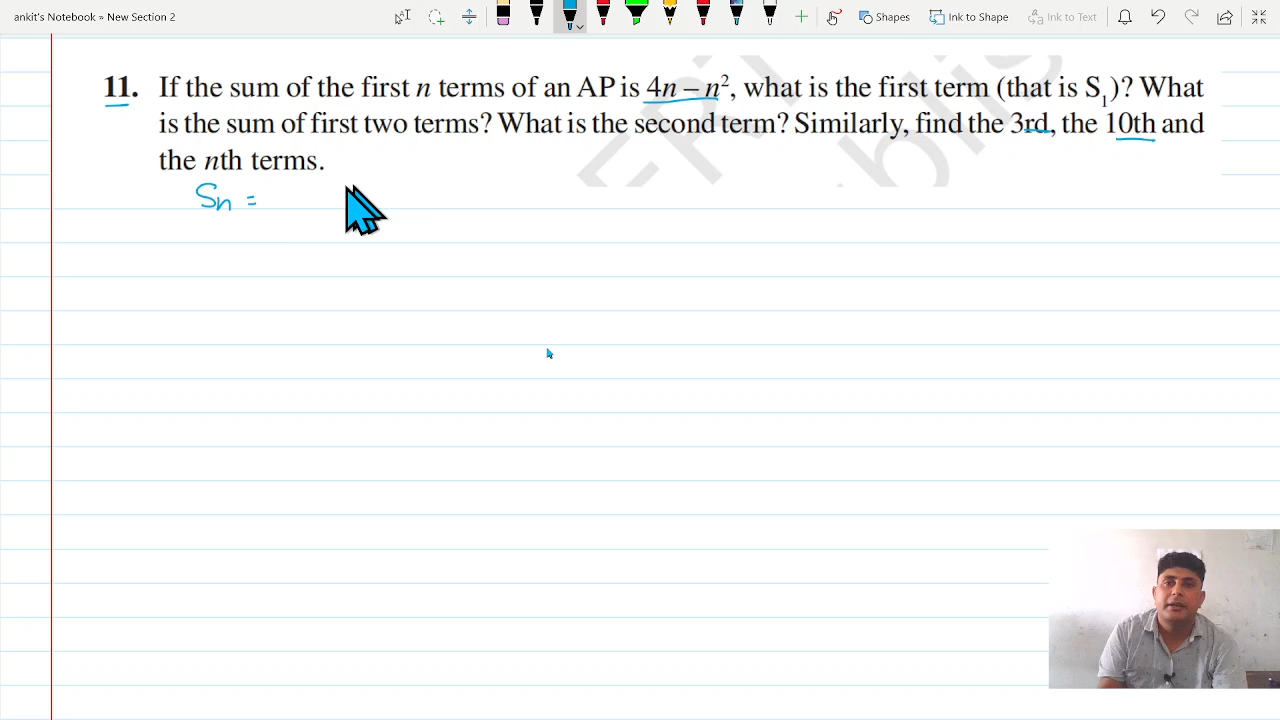 ankit's Notebook » New Section 2
Shapes Ink to Shape Ink to Text
11. If the sum of the first n terms of an AP is 4n – n², what is the first term (that is S₁)? What
is the sum of first two terms? What is the second term? Similarly, find the 3rd, the 10th and
the nth terms.
Sn =